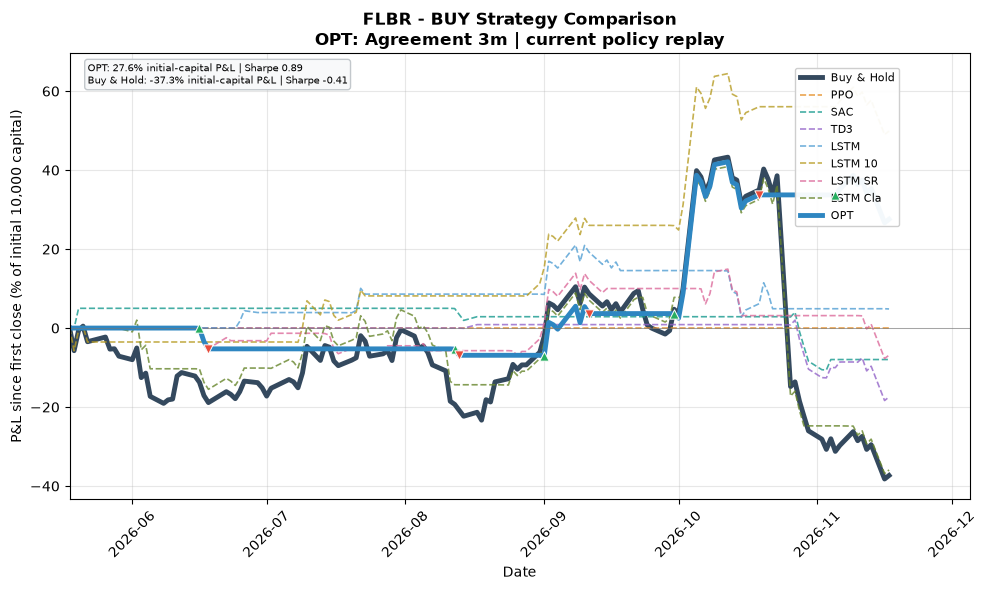 FLBR - BUY Strategy Comparison
OPT: Agreement 3m | current policy replay
OPT: 27.6% initial-capital P&L | Sharpe 0.89
Buy & Hold: -37.3% initial-capital P&L | Sharpe -0.41
Buy & Hold
PPO
SAC
TD3
LSTM
LSTM 10
LSTM SR
LSTM Cla
OPT
P&L since first close (% of initial 10,000 capital)
60
40
20
0
−20
−40
2026-06
2026-07
2026-08
2026-09
2026-10
2026-11
2026-12
Date